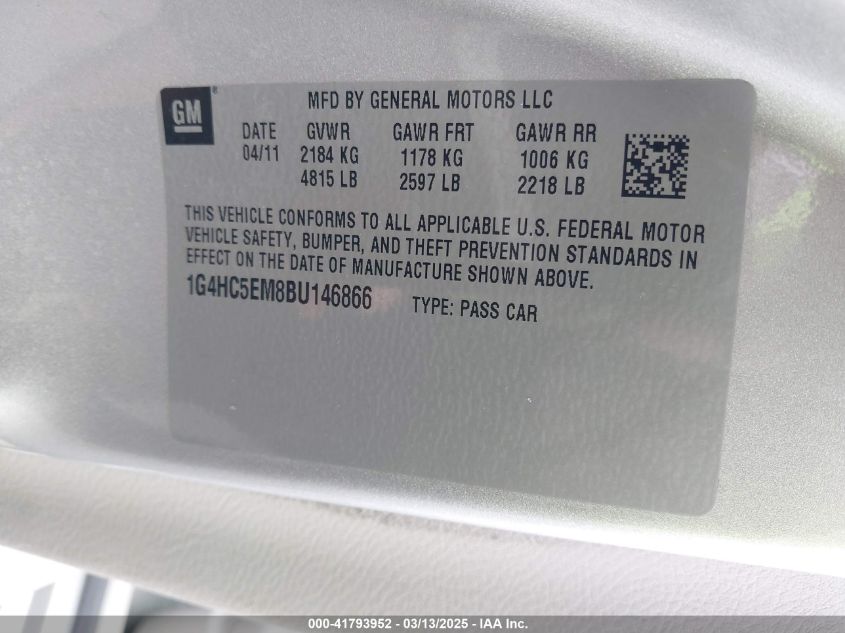 GM®
MFD BY GENERAL MOTORS LLC
DATE GVWR GAWR FRT GAWR RR
04/11 2184 KG 1178 KG 1006 KG
4815 LB 2597 LB 2218 LB
THIS VEHICLE CONFORMS TO ALL APPLICABLE U.S. FEDERAL MOTOR
VEHICLE SAFETY, BUMPER, AND THEFT PREVENTION STANDARDS IN
EFFECT ON THE DATE OF MANUFACTURE SHOWN ABOVE.
1G4HC5EM8BU146866 TYPE: PASS CAR
000-41793952 - 03/13/2025 - IAA Inc.